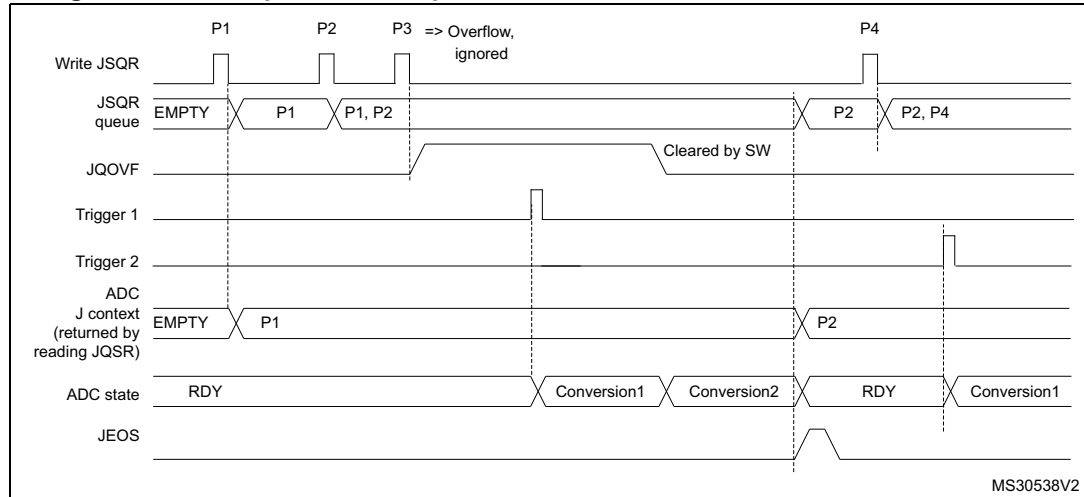 P1 P2 P3 => Overflow, P4
ignored
Write JSQR
JSQR
queue
EMPTY P1 P1, P2 P2 P2, P4
JQOVF
Cleared by SW
Trigger 1
Trigger 2
ADC
J context
(returned by
reading JQSR)
EMPTY P1 P2
ADC state RDY Conversion1 Conversion2 RDY Conversion1
JEOS
MS30538V2